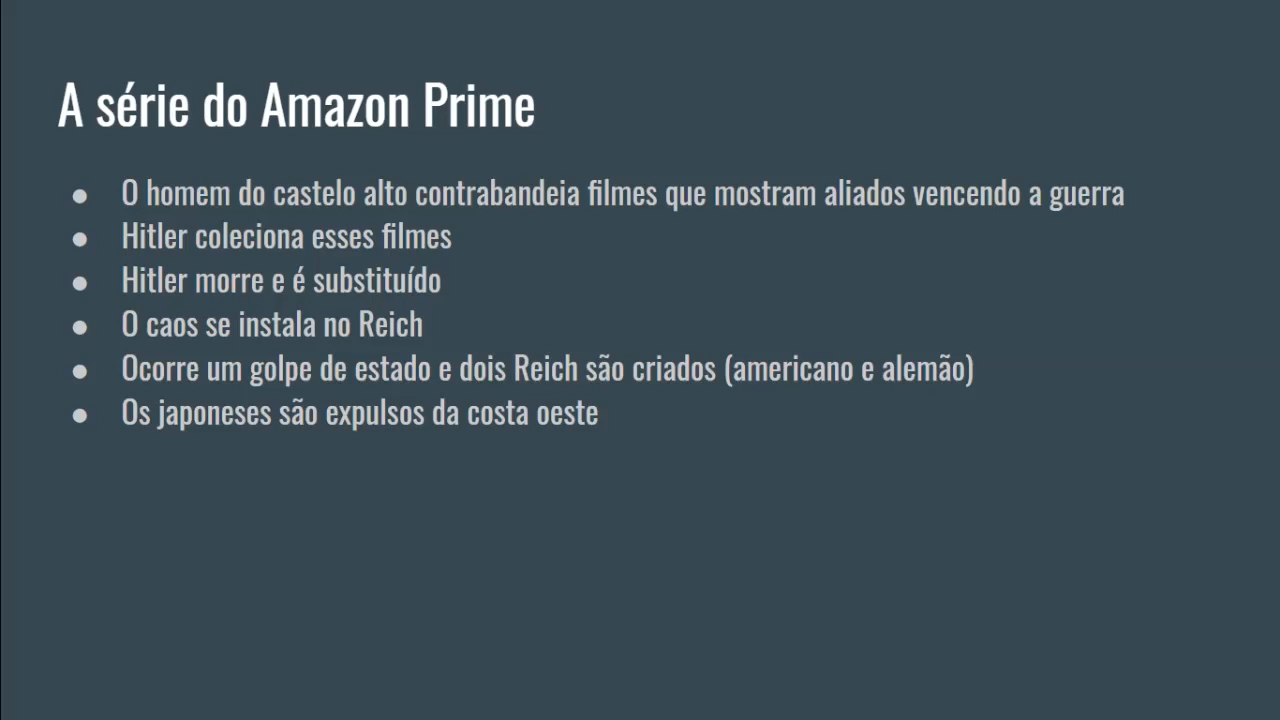 A série do Amazon Prime
● O homem do castelo alto contrabandeia filmes que mostram aliados vencendo a guerra
● Hitler coleciona esses filmes
● Hitler morre e é substituído
● O caos se instala no Reich
● Ocorre um golpe de estado e dois Reich são criados (americano e alemão)
● Os japoneses são expulsos da costa oeste